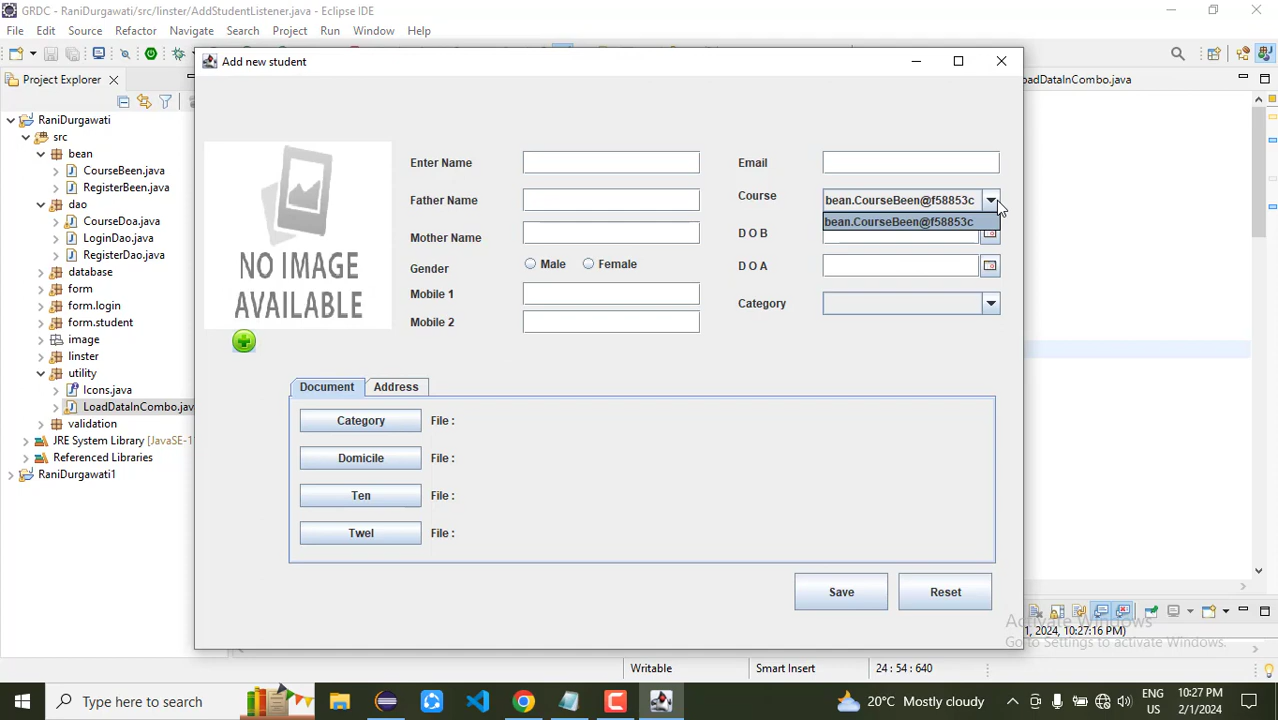 GRDC - RaniDurgawati/src/linster/AddStudentListener.java - Eclipse IDE
File Edit Source Refactor Navigate Search Project Run Window Help
Project Explorer
Add new student
oadDataInCombo.java
RaniDurgawati
src
bean
CourseBeen.java
RegisterBeen.java
dao
CourseDoa.java
LoginDao.java
RegisterDao.java
database
form
form.login
form.student
image
linster
utility
Icons.java
LoadDataInCombo.jav
validation
JRE System Library [JavaSE-1
Referenced Libraries
RaniDurgawati1
NO IMAGE
AVAILABLE
Enter Name
Father Name
Mother Name
Gender
Male Female
Mobile 1
Mobile 2
Email
Course
bean.CourseBeen@f58853c
bean.CourseBeen@f58853c
D O B
D O A
Category
Document Address
Category File :
Domicile File :
Ten File :
Twel File :
Save Reset
1, 2024, 10:27:16 PM)
Activate Windows
Go to Settings to activate Windows.
Writable Smart Insert 24 : 54 : 640
Type here to search
20°C Mostly cloudy
ENG
US
10:27 PM
2/1/2024